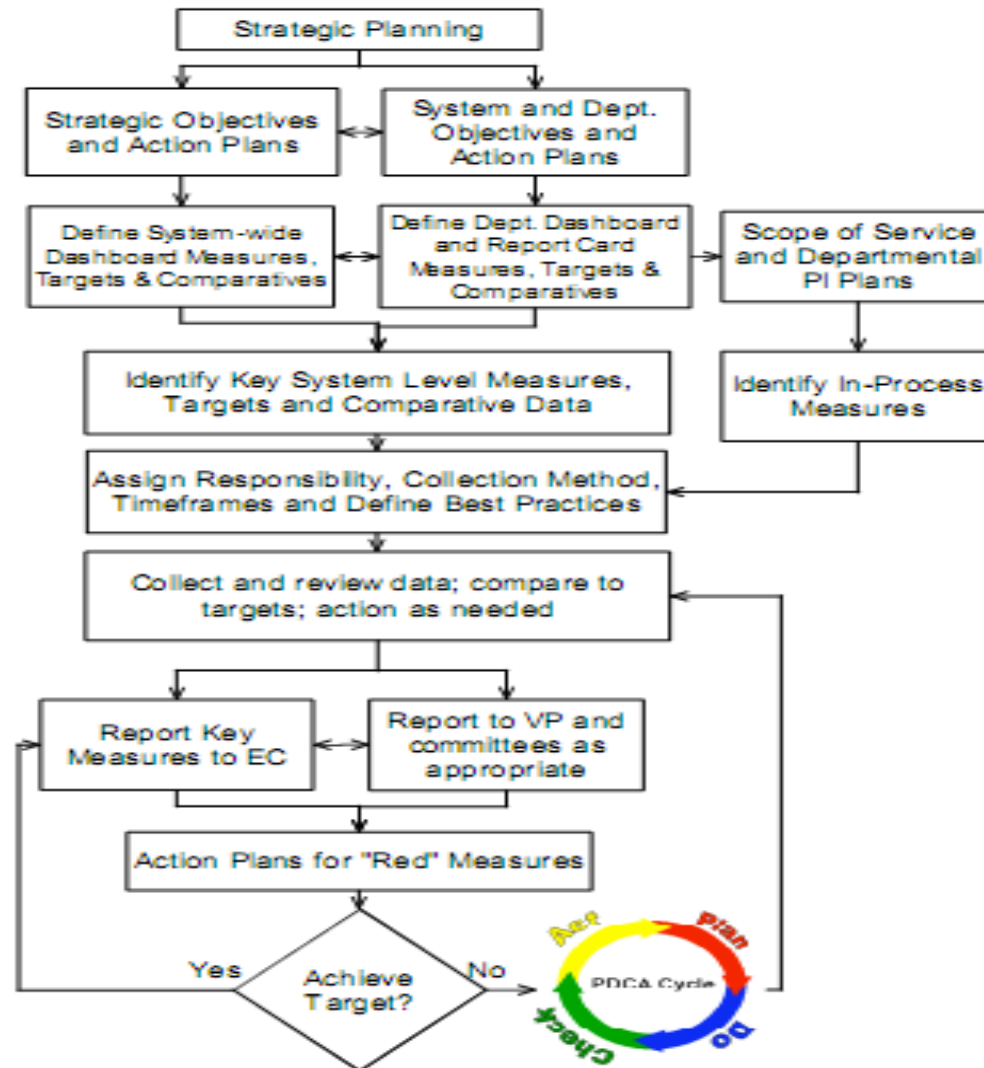 Strategic Planning
Strategic Objectives
and Action Plans
System and Dept.
Objectives and
Action Plans
Define System-wide
Dashboard Measures,
Targets & Comparatives
Define Dept. Dashboard
and Report Card
Measures, Targets &
Comparatives
Scope of Service
and Departmental
PI Plans
Identify Key System Level Measures,
Targets and Comparative Data
Identify In-Process
Measures
Assign Responsibility, Collection Method,
Timeframes and Define Best Practices
Collect and review data; compare to
targets; action as needed
Report Key
Measures to EC
Report to VP and
committees as
appropriate
Action Plans for "Red" Measures
Achieve
Target?
Yes
No
PDCA Cycle
Act
Plan
Do
Check